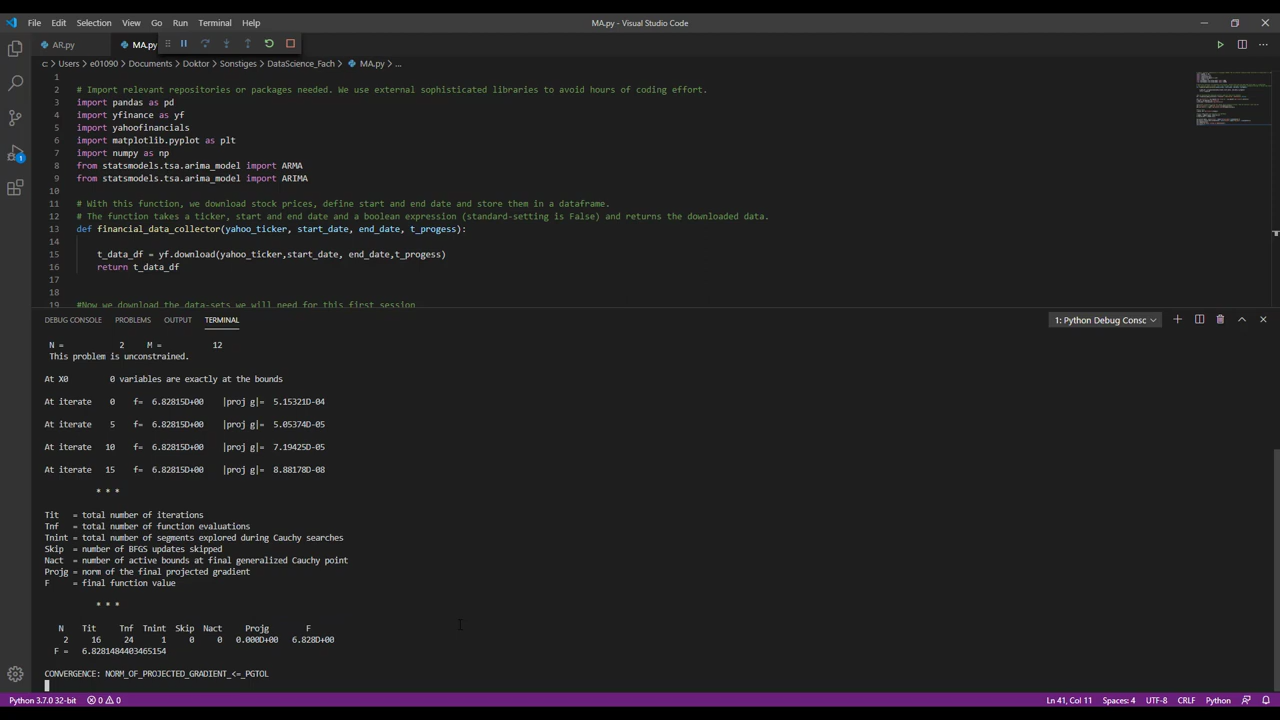 File Edit Selection View Go Run Terminal Help
MA.py - Visual Studio Code
AR.py
MA.py
C: > Users > e01090 > Documents > Doktor > Sonstiges > DataScience_Fach > MA.py > ...
1
2 # Import relevant repositories or packages needed. We use external sophisticated libraries to avoid hours of coding effort.
3 import pandas as pd
4 import yfinance as yf
5 import yahoofinancials
6 import matplotlib.pyplot as plt
7 import numpy as np
8 from statsmodels.tsa.arima_model import ARMA
9 from statsmodels.tsa.arima_model import ARIMA
10
11 # With this function, we download stock prices, define start and end date and store them in a dataframe.
12 # The function takes a ticker, start and end date and a boolean expression (standard-setting is False) and returns the downloaded data.
13 def financial_data_collector(yahoo_ticker, start_date, end_date, t_progess):
14
15 t_data_df = yf.download(yahoo_ticker,start_date, end_date,t_progess)
16 return t_data_df
17
18
19 #Now we download the data-sets we will need for this first session
DEBUG CONSOLE PROBLEMS OUTPUT TERMINAL
1: Python Debug Consc
N = 2 M = 12
This problem is unconstrained.
At X0 0 variables are exactly at the bounds
At iterate 0 f= 6.82815D+00 |proj g|= 5.15321D-04
At iterate 5 f= 6.82815D+00 |proj g|= 5.05374D-05
At iterate 10 f= 6.82815D+00 |proj g|= 7.19425D-05
At iterate 15 f= 6.82815D+00 |proj g|= 8.88178D-08
* * *
Tit = total number of iterations
Tnf = total number of function evaluations
Tnint = total number of segments explored during Cauchy searches
Skip = number of BFGS updates skipped
Nact = number of active bounds at final generalized Cauchy point
Projg = norm of the final projected gradient
F = final function value
* * *
N Tit Tnf Tnint Skip Nact Projg F
2 16 24 1 0 0 0.000D+00 6.828D+00
F = 6.8281484403465154
CONVERGENCE: NORM_OF_PROJECTED_GRADIENT_<=_PGTOL
1
Python 3.7.0 32-bit 0 0
Ln 41, Col 11 Spaces: 4 UTF-8 CRLF Python